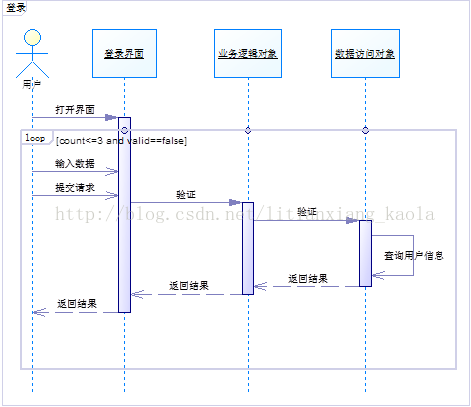 登录
登录界面
业务逻辑对象
数据访问对象
用户
打开界面
loop
[count<=3 and valid==false]
输入数据
提交请求
验证
http://blog.csdn.net/litianxiang_kaola
验证
查询用户信息
返回结果
返回结果
返回结果